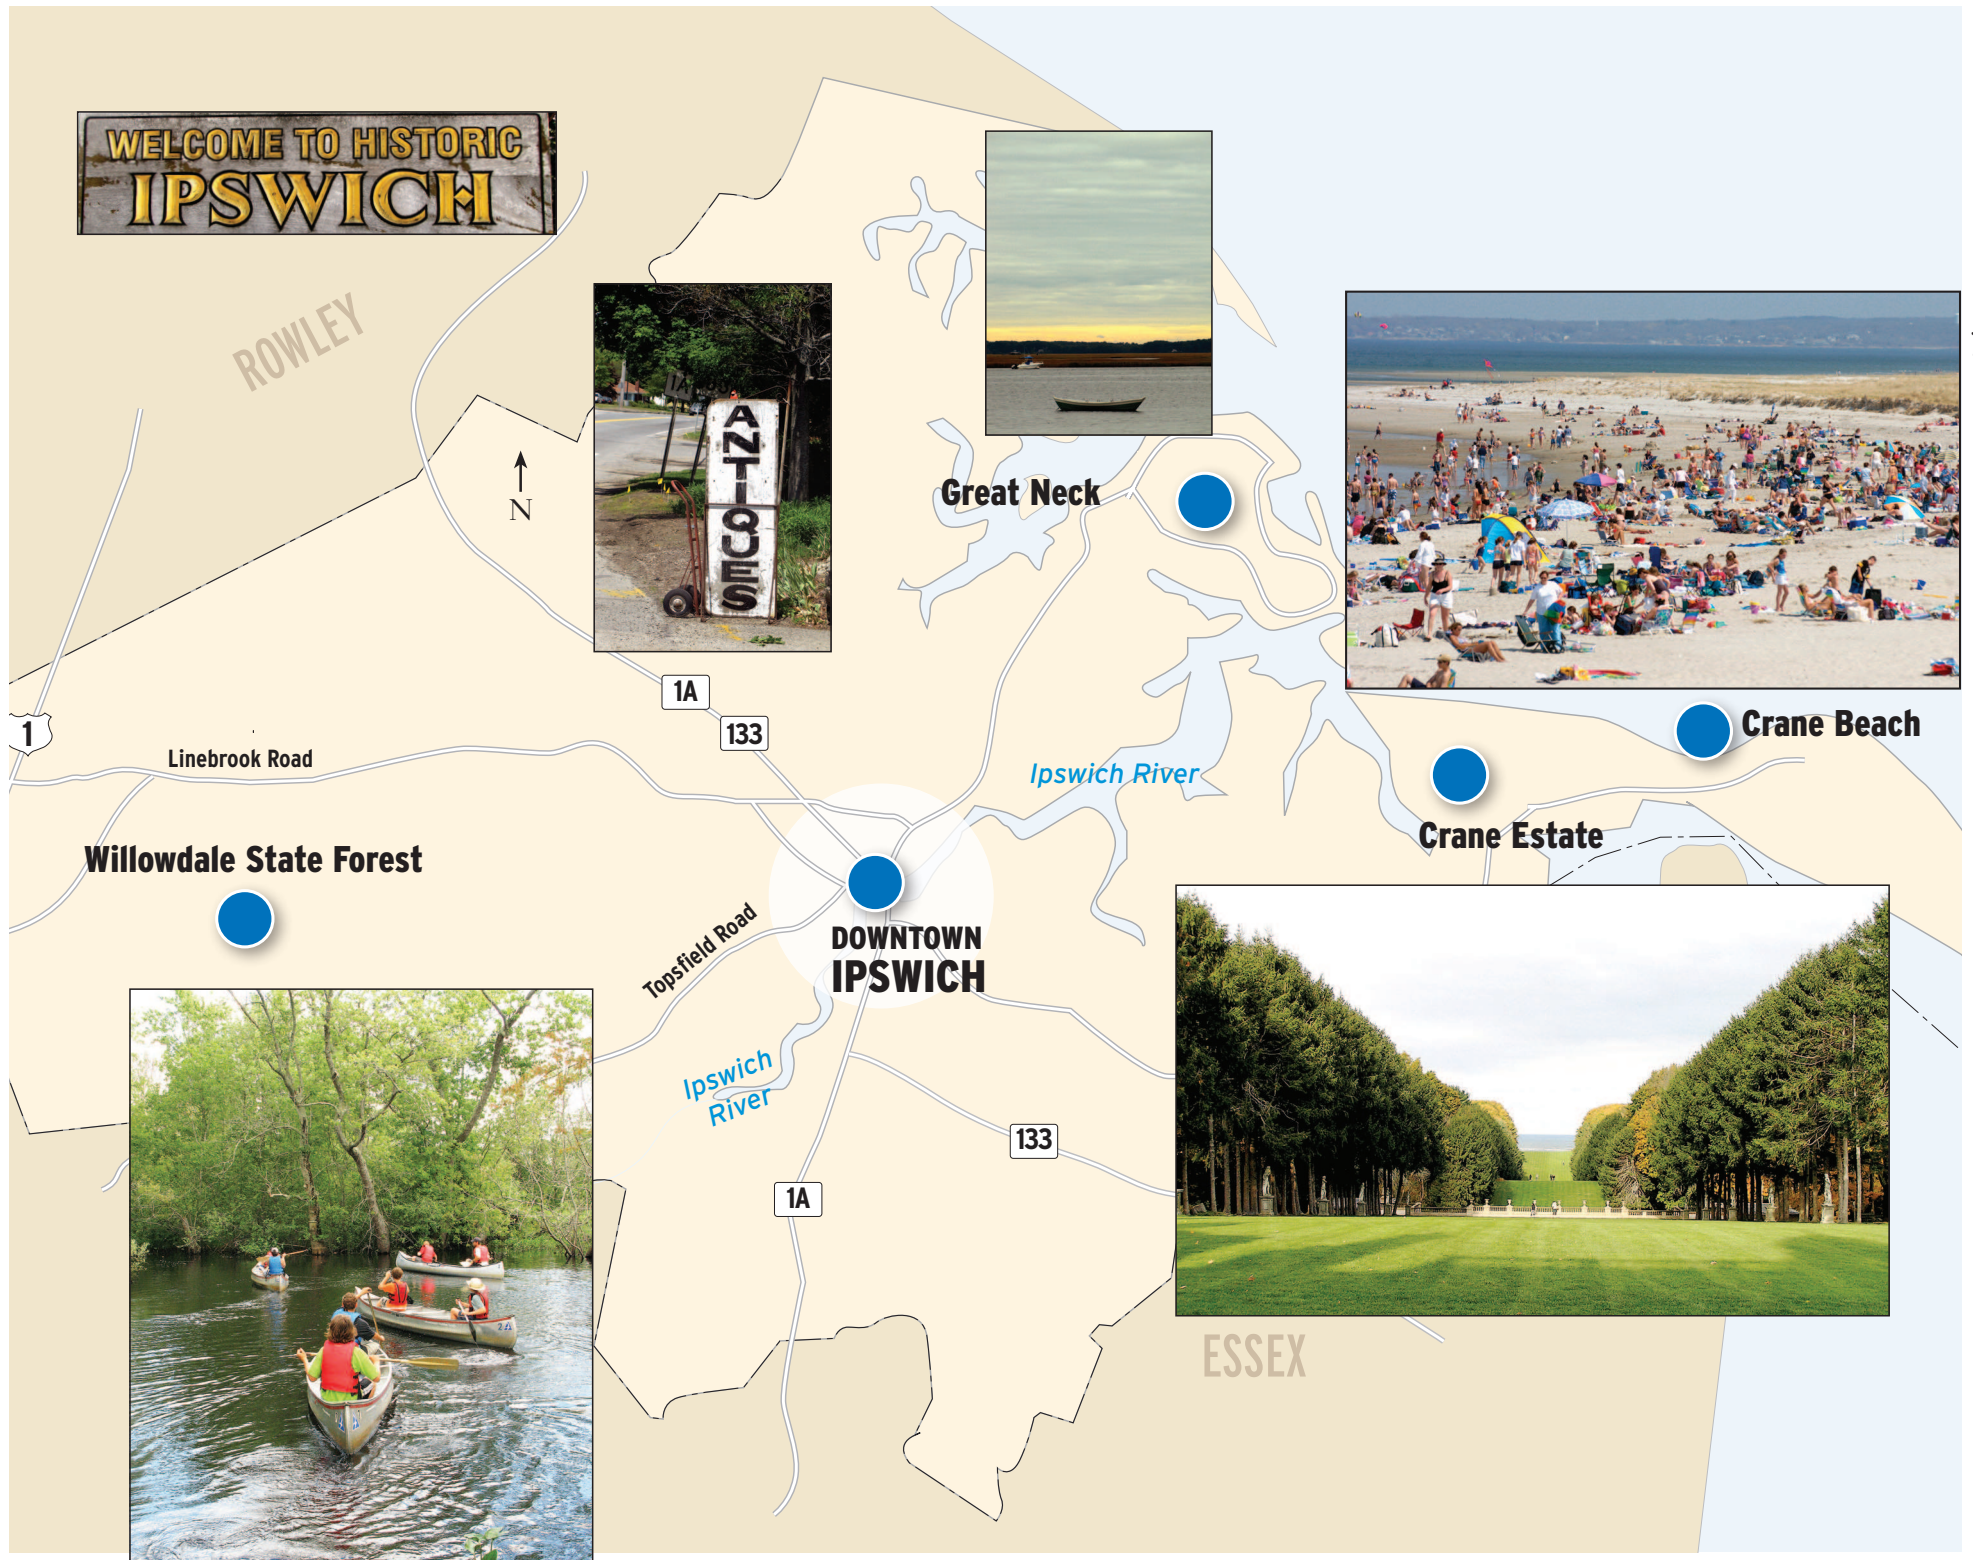 WELCOME TO HISTORIC
IPSWICH
ROWLEY
ANTIQUES
N
Great Neck
1A
133
1
Linebrook Road
Ipswich River
Crane Beach
Crane Estate
Willowdale State Forest
Topsfield Road
DOWNTOWN
IPSWICH
Ipswich
River
133
1A
ESSEX